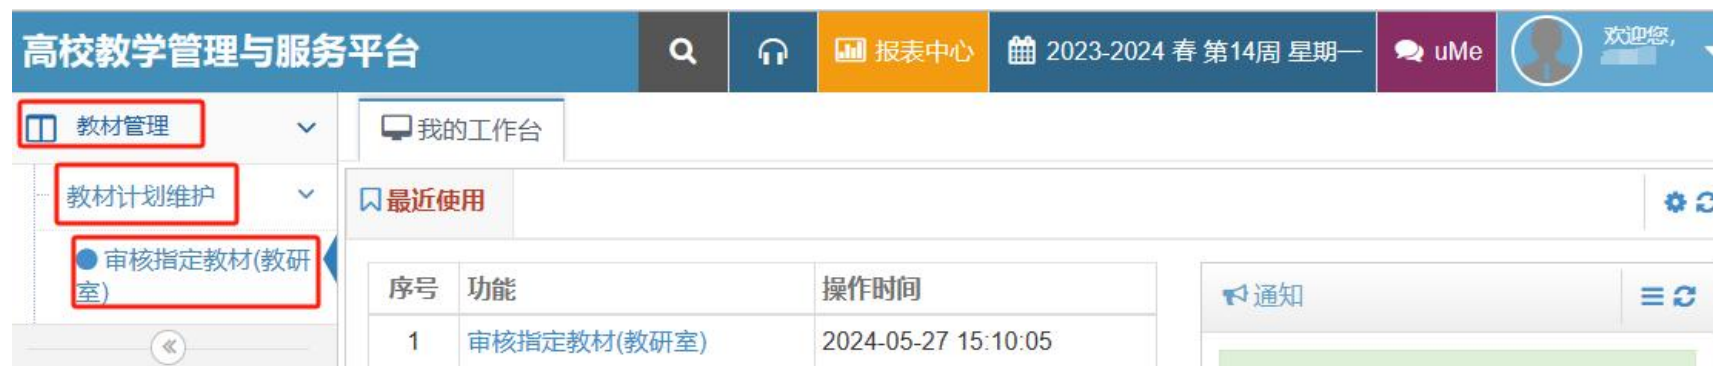 高校教学管理与服务平台
报表中心
2023-2024 春 第14周 星期一
uMe
欢迎您,
教材管理
教材计划维护
审核指定教材(教研
室)
我的工作台
最近使用
序号 功能 操作时间
1 审核指定教材(教研室) 2024-05-27 15:10:05
通知